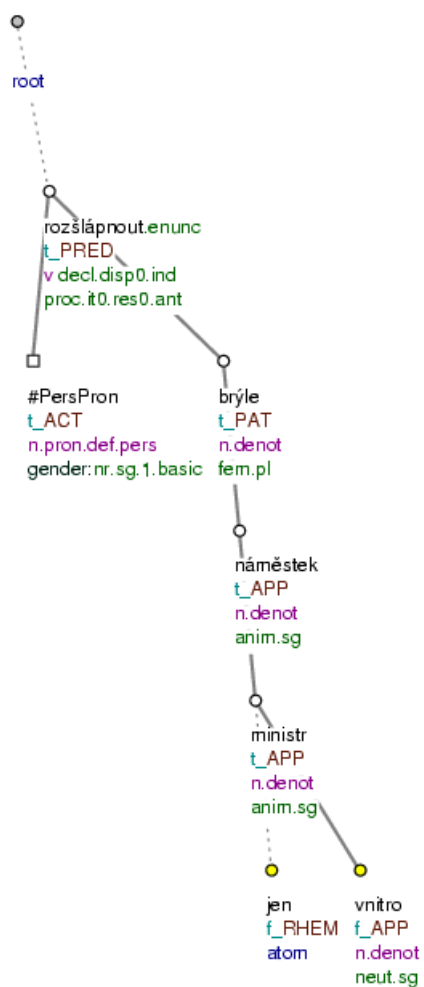 root
rozšlápnout.enunc
t_PRED
v decl.disp0.ind
proc.it0.res0.ant
#PersPron
t_ACT
n.pron.def.pers
gender:nr.sg.1.basic
brýle
t_PAT
n.denot
fem.pl
náměstek
t_APP
n.denot
anim.sg
ministr
t_APP
n.denot
anim.sg
jen
f_RHEM
atom
vnitro
f_APP
n.denot
neut.sg